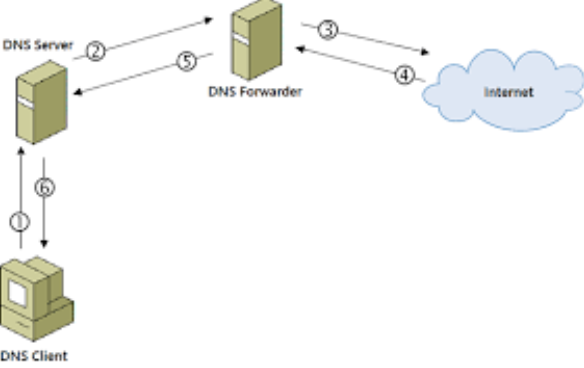 DNS Server
②
③
⑤
④
DNS Forwarder
Internet
⑥
①
DNS Client